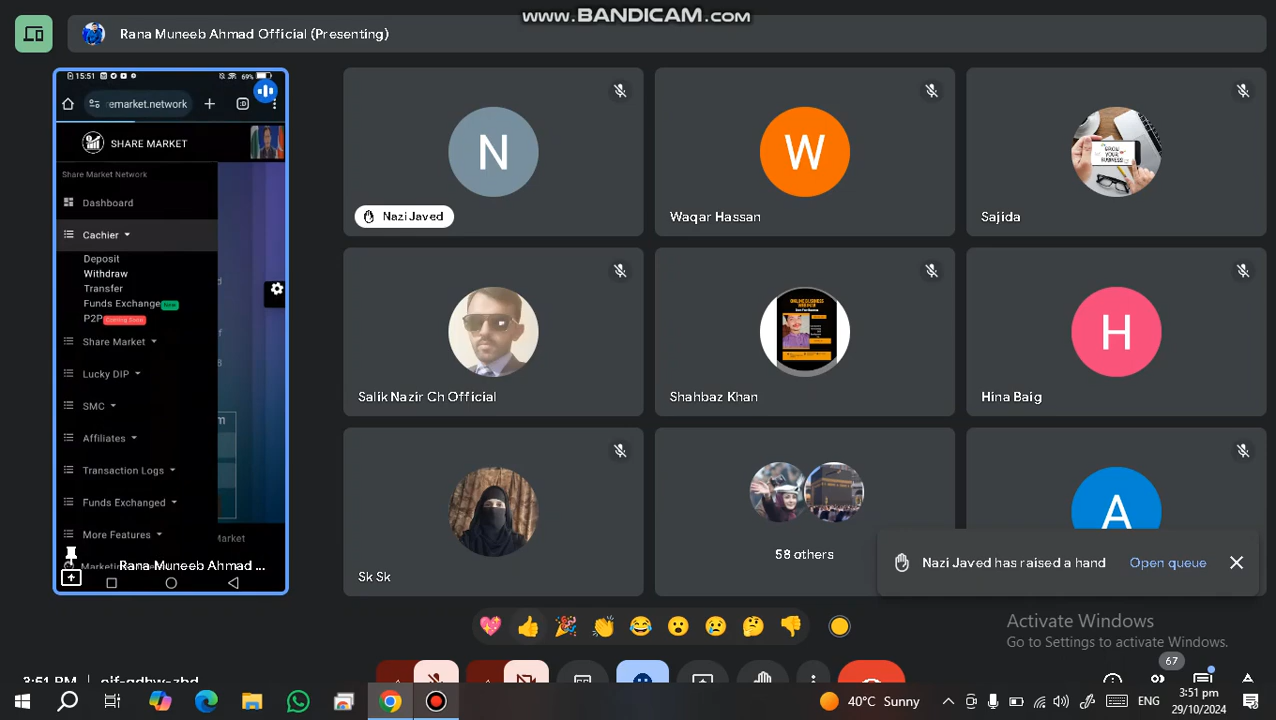 www.BANDICAM.com
Rana Muneeb Ahmad Official (Presenting)
15:51
69%
emarket.network
:D
SHARE MARKET
Share Market Network
Dashboard
Cachier
Deposit
Withdraw
Transfer
Funds Exchange New
P2P Coming Soon
Share Market
Lucky DIP
SMC
Affiliates
Transaction Logs
Funds Exchanged
More Features
Market
Rana Muneeb Ahmad ...
N
Nazi Javed
W
Waqar Hassan
GROW YOUR BUSINESS
Sajida
Salik Nazir Ch Official
Shahbaz Khan
H
Hina Baig
Sk Sk
58 others
A
Nazi Javed has raised a hand
Open queue
Activate Windows
Go to Settings to activate Windows.
67
40°C Sunny
ENG
3:51 pm
29/10/2024